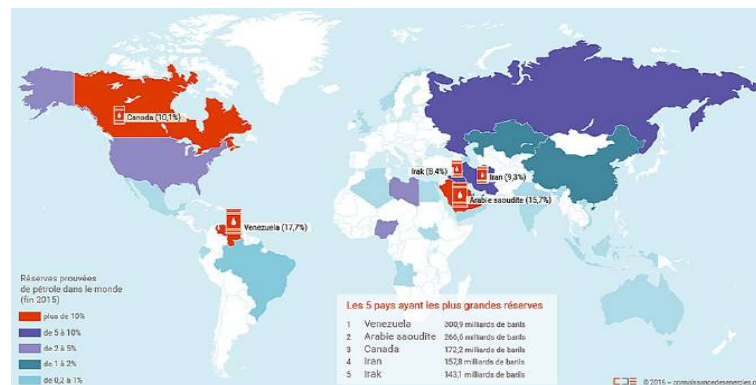 Canada (10,1%)
Irak (8,4%)
Iran (9,3%)
Arabie saoudite (15,7%)
Venezuela (17,7%)
Réserves prouvées
de pétrole dans le monde
(fin 2015)
plus de 10%
de 5 à 10%
de 2 à 5%
de 1 à 2%
de 0,2 à 1%
Les 5 pays ayant les plus grandes réserves
1 Venezuela 300,9 milliards de barils
2 Arabie saoudite 266,6 milliards de barils
3 Canada 172,2 milliards de barils
4 Iran 157,8 milliards de barils
5 Irak 143,1 milliards de barils
© 2016 –